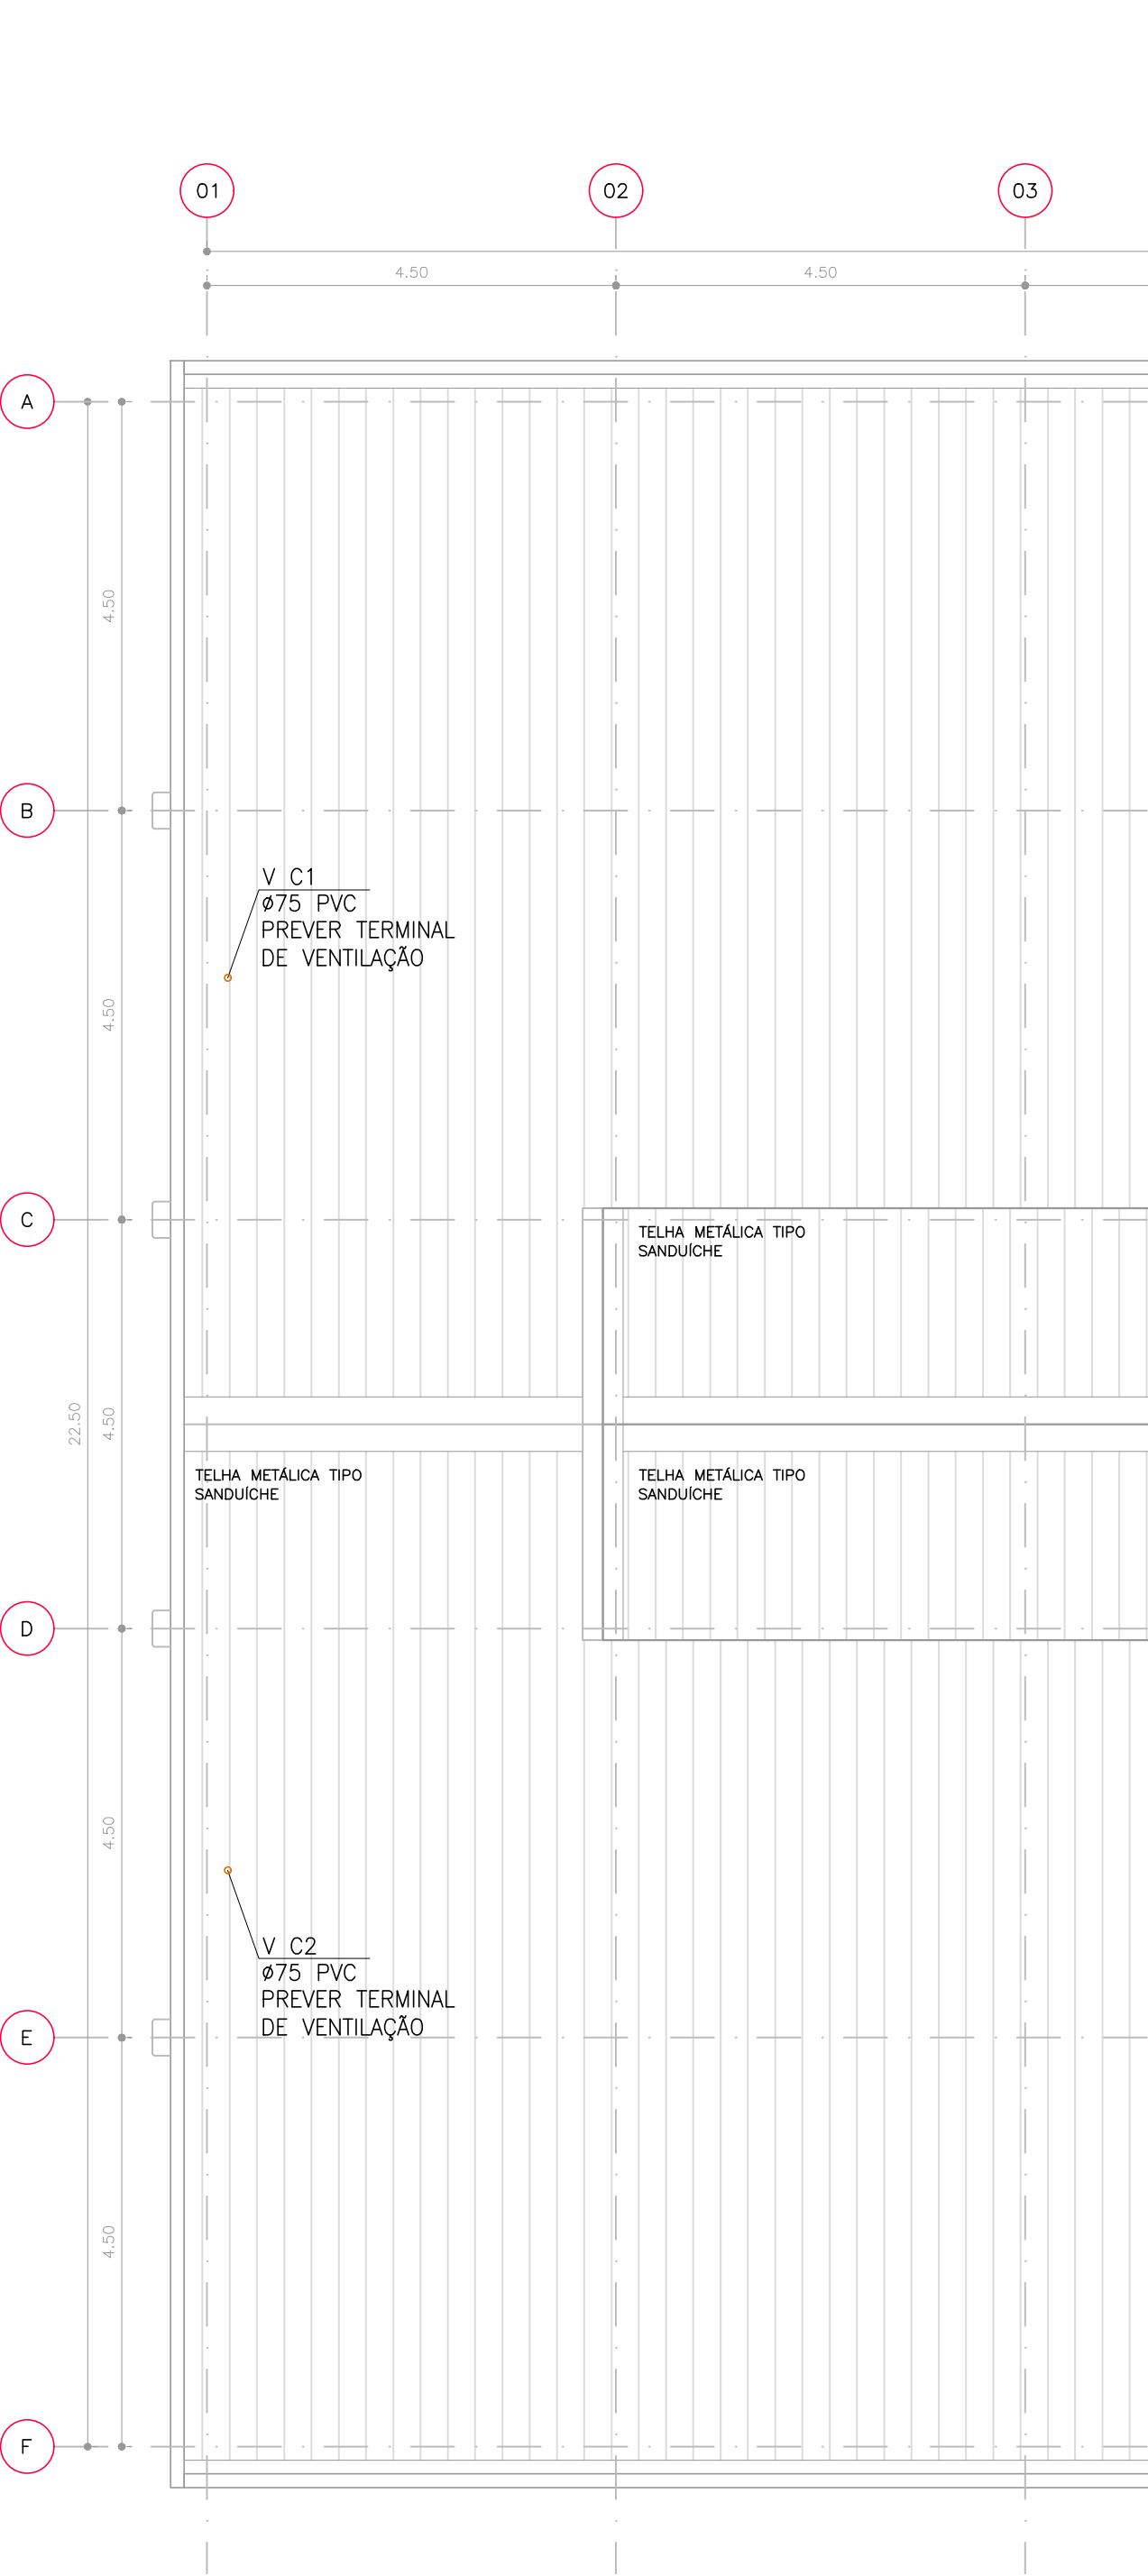 01
02
03
4.50
4.50
A
4.50
B
V C1
Ø75 PVC
PREVER TERMINAL
DE VENTILAÇÃO
4.50
C
TELHA METÁLICA TIPO
SANDUÍCHE
22.50
4.50
TELHA METÁLICA TIPO
SANDUÍCHE
TELHA METÁLICA TIPO
SANDUÍCHE
D
4.50
V C2
Ø75 PVC
PREVER TERMINAL
DE VENTILAÇÃO
E
4.50
F